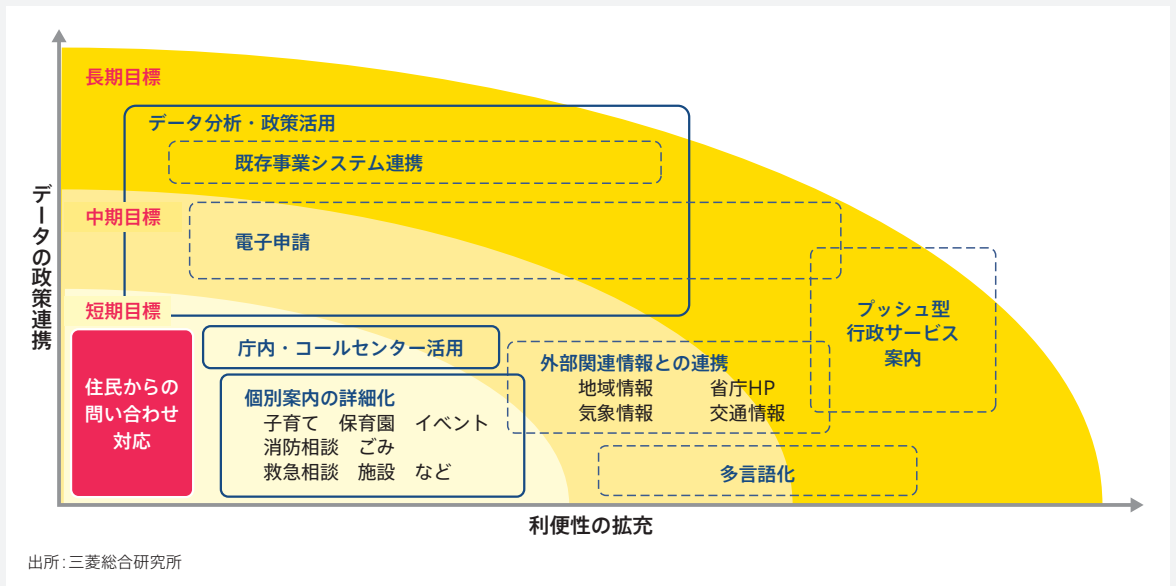 長期目標
データ分析・政策活用
既存事業システム連携
中期目標
電子申請
データの政策連携
短期目標
住民からの
問い合わせ
対応
庁内・コールセンター活用
個別案内の詳細化
子育て 保育園 イベント
消防相談 ごみ
救急相談 施設 など
外部関連情報との連携
地域情報 省庁HP
気象情報 交通情報
プッシュ型
行政サービス
案内
多言語化
利便性の拡充
出所:三菱総合研究所